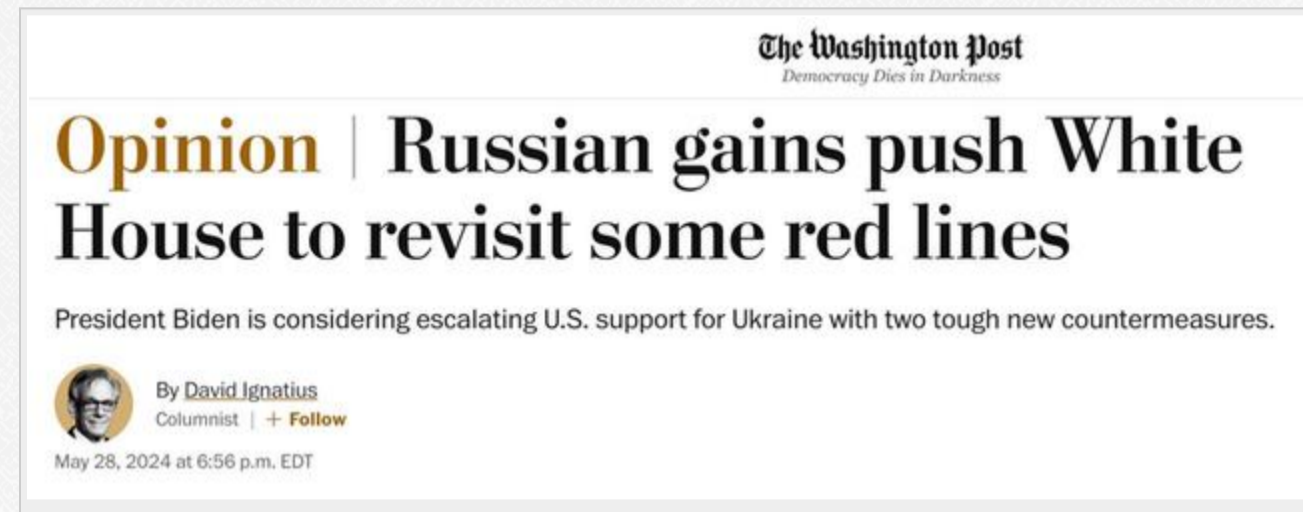 The Washington Post
Democracy Dies in Darkness
Opinion | Russian gains push White
House to revisit some red lines
President Biden is considering escalating U.S. support for Ukraine with two tough new countermeasures.
By David Ignatius
Columnist | + Follow
May 28, 2024 at 6:56 p.m. EDT